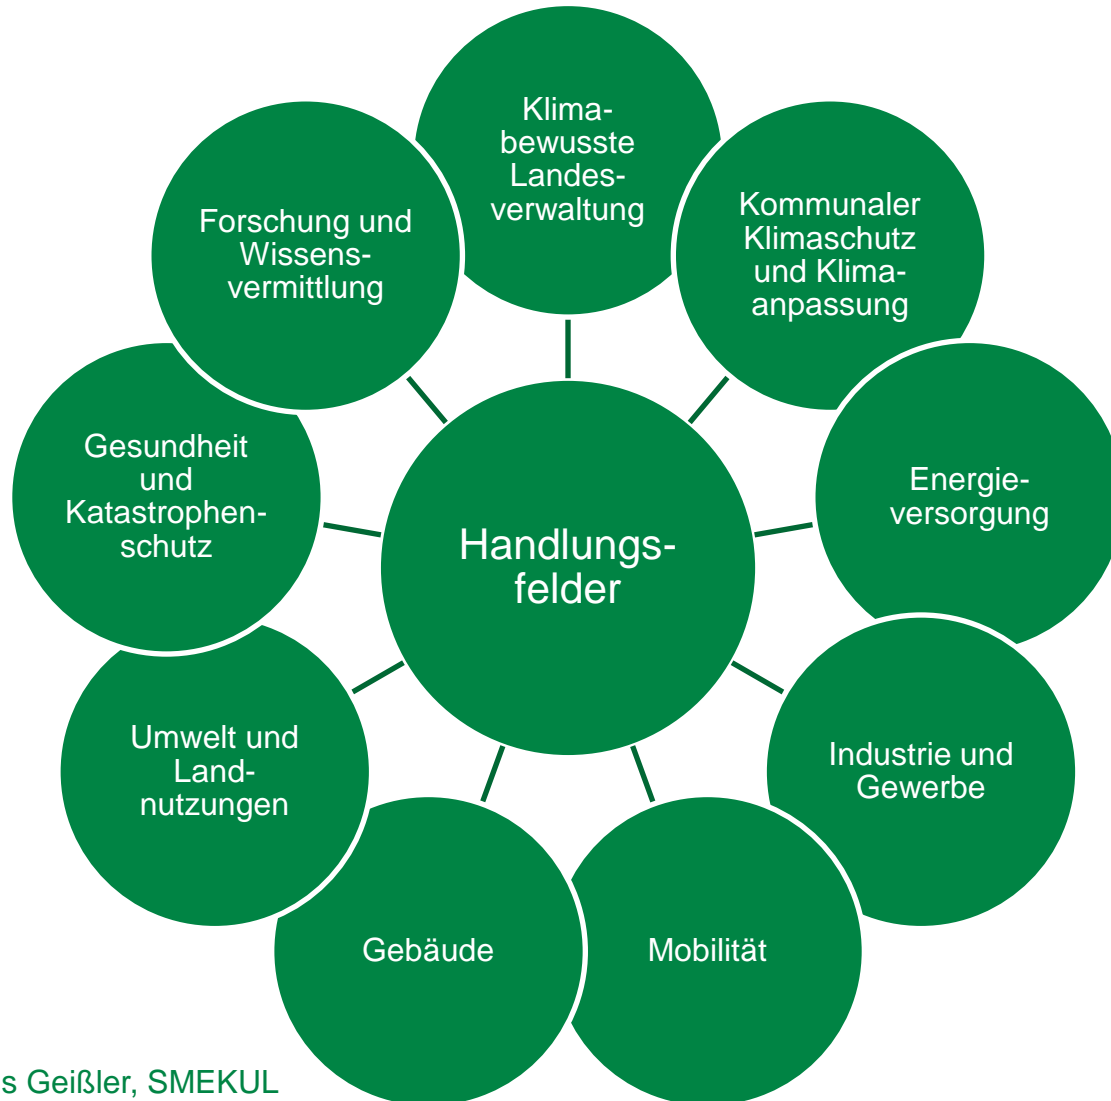 Klima-
bewusste
Landes-
verwaltung
Kommunaler
Klimaschutz
und Klima-
anpassung
Energie-
versorgung
Industrie und
Gewerbe
Mobilität
Gebäude
Umwelt und
Land-
nutzungen
Gesundheit
und
Katastrophen-
schutz
Forschung und
Wissens-
vermittlung
Handlungs-
felder
s Geißler, SMEKUL